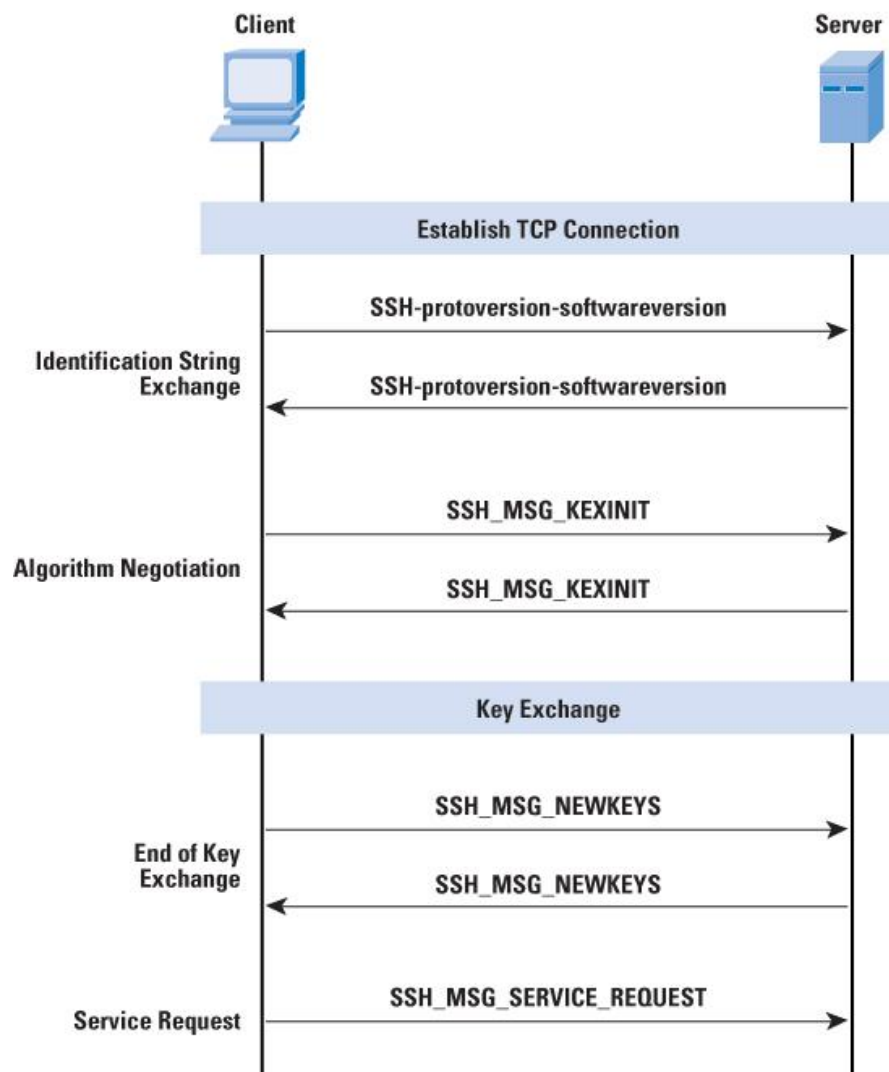 Client
Server
Establish TCP Connection
SSH-protoversion-softwareversion
Identification String
Exchange
SSH-protoversion-softwareversion
SSH_MSG_KEXINIT
Algorithm Negotiation
SSH_MSG_KEXINIT
Key Exchange
SSH_MSG_NEWKEYS
End of Key
Exchange
SSH_MSG_NEWKEYS
SSH_MSG_SERVICE_REQUEST
Service Request